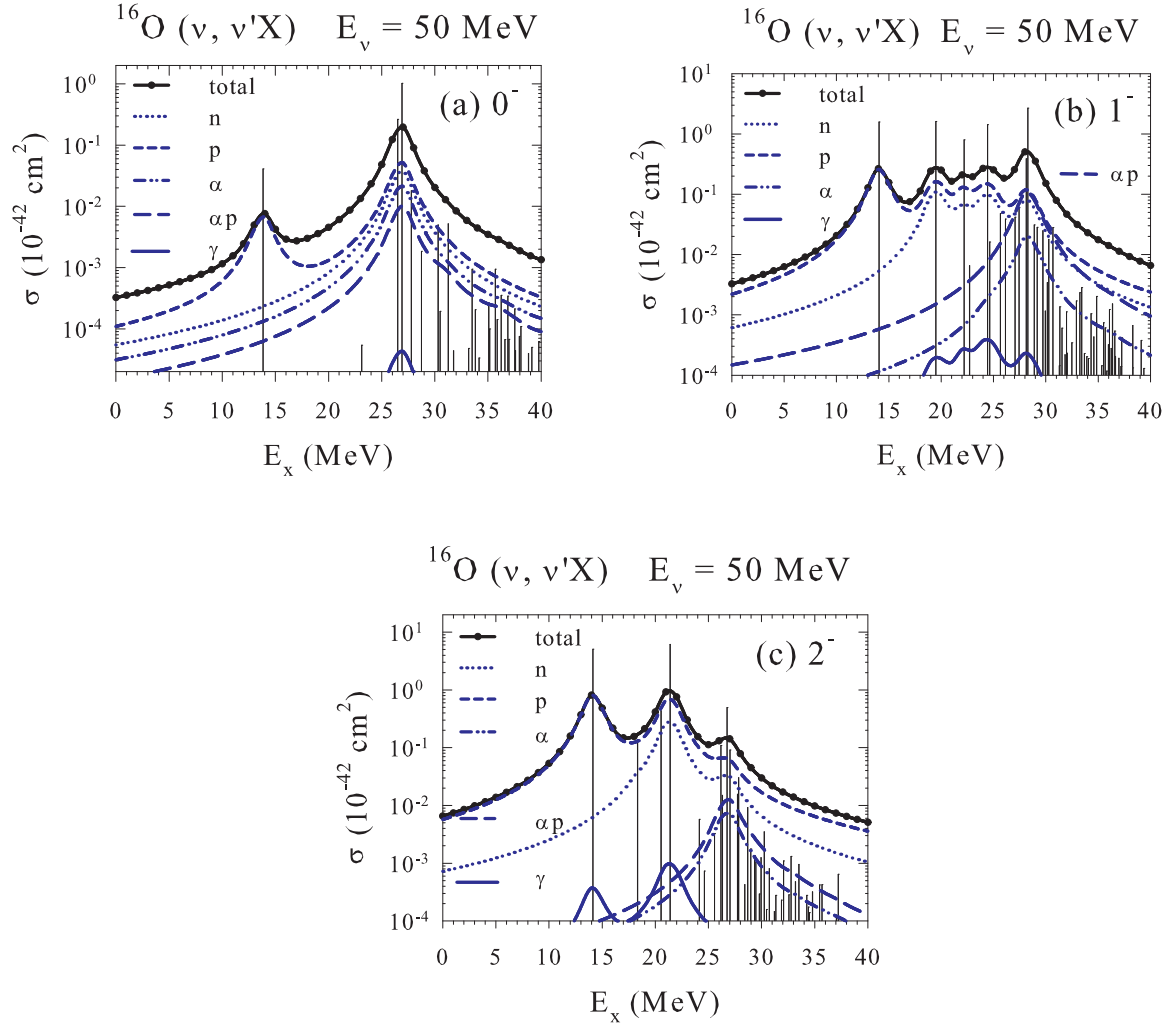 ¹⁶O (ν, ν'X) E_ν = 50 MeV
(a) 0⁻
total
n
p
α
αp
γ
10⁰
10⁻¹
10⁻²
10⁻³
10⁻⁴
σ (10⁻⁴² cm²)
0 5 10 15 20 25 30 35 40
E_x (MeV)
¹⁶O (ν, ν'X) E_ν = 50 MeV
(b) 1⁻
total
n
p
α
γ
αp
10¹
10⁰
10⁻¹
10⁻²
10⁻³
10⁻⁴
σ (10⁻⁴² cm²)
0 5 10 15 20 25 30 35 40
E_x (MeV)
¹⁶O (ν, ν'X) E_ν = 50 MeV
(c) 2⁻
total
n
p
α
αp
γ
10¹
10⁰
10⁻¹
10⁻²
10⁻³
10⁻⁴
σ (10⁻⁴² cm²)
0 5 10 15 20 25 30 35 40
E_x (MeV)